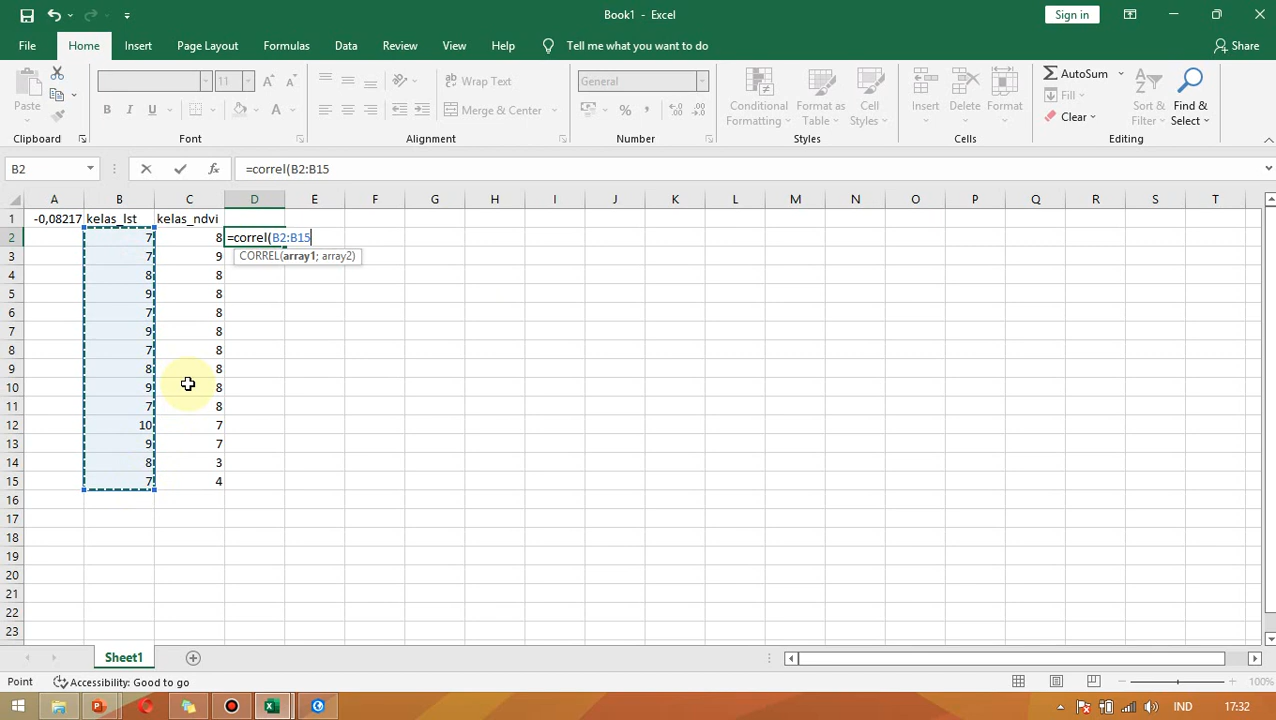 Book1 - Excel
Sign in
File Home Insert Page Layout Formulas Data Review View Help Tell me what you want to do Share
Paste
Clipboard
11
B I U
A A A
Font
Wrap Text
Merge & Center
Alignment
General
% ,
Number
Conditional Formatting
Format as Table
Cell Styles
Styles
Insert Delete Format
Cells
AutoSum
Fill
Clear
Sort & Filter
Find & Select
Editing
B2 fx =correl(B2:B15
A B C D E F G H I J K L M N O P Q R S T
1 -0,08217 kelas_lst kelas_ndvi
2 7 8 =correl(B2:B15
3 7 9 CORREL(array1; array2)
4 8 8
5 9 8
6 7 8
7 9 8
8 7 8
9 8 8
10 9 8
11 7 8
12 10 7
13 9 7
14 8 3
15 7 4
16
17
18
19
20
21
22
23
Sheet1
Point Accessibility: Good to go 100%
IND 17:32